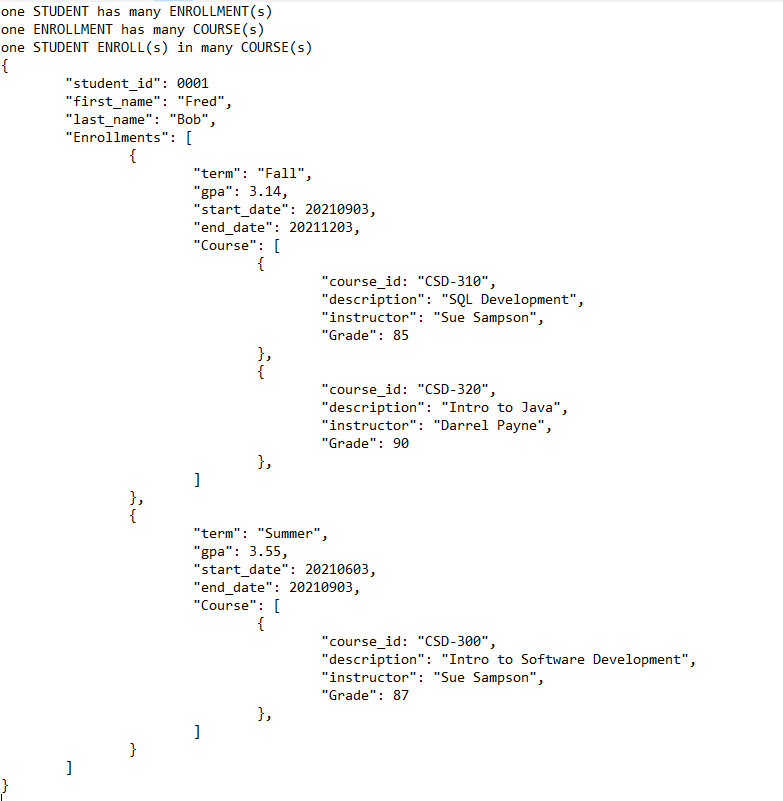 one STUDENT has many ENROLLMENT(s)
one ENROLLMENT has many COURSE(s)
one STUDENT ENROLL(s) in many COURSE(s)
{
	"student_id": 0001
	"first_name": "Fred",
	"last_name": "Bob",
	"Enrollments": [
		{
			"term": "Fall",
			"gpa": 3.14,
			"start_date": 20210903,
			"end_date": 20211203,
			"Course": [
				{
					"course_id: "CSD-310",
					"description": "SQL Development",
					"instructor": "Sue Sampson",
					"Grade": 85
				},
				{
					"course_id: "CSD-320",
					"description": "Intro to Java",
					"instructor": "Darrel Payne",
					"Grade": 90
				},
			]
		},
		{
			"term": "Summer",
			"gpa": 3.55,
			"start_date": 20210603,
			"end_date": 20210903,
			"Course": [
				{
					"course_id: "CSD-300",
					"description": "Intro to Software Development",
					"instructor": "Sue Sampson",
					"Grade": 87
				},
			]
		}
	]
}